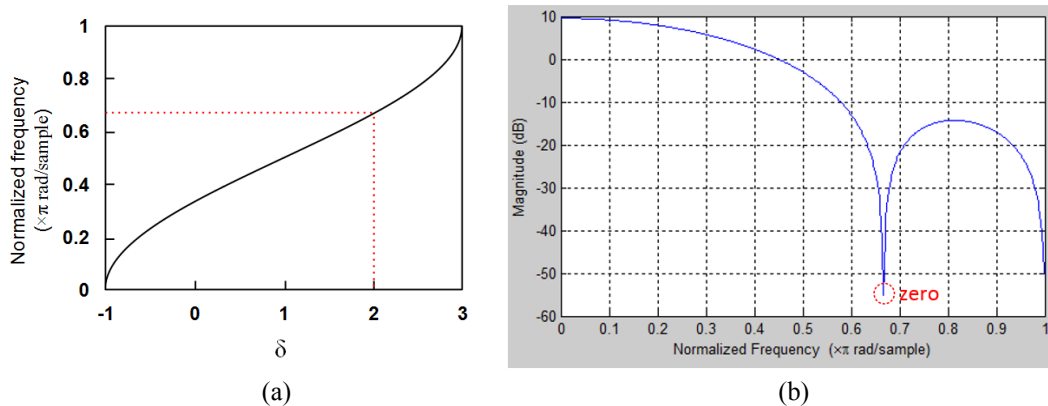 1
0.8
0.6
0.4
0.2
0
Normalized frequency
(×π rad/sample)
-1 0 1 2 3
δ
(a)
10
0
-10
-20
-30
-40
-50
-60
Magnitude (dB)
zero
0 0.1 0.2 0.3 0.4 0.5 0.6 0.7 0.8 0.9 1
Normalized Frequency (×π rad/sample)
(b)